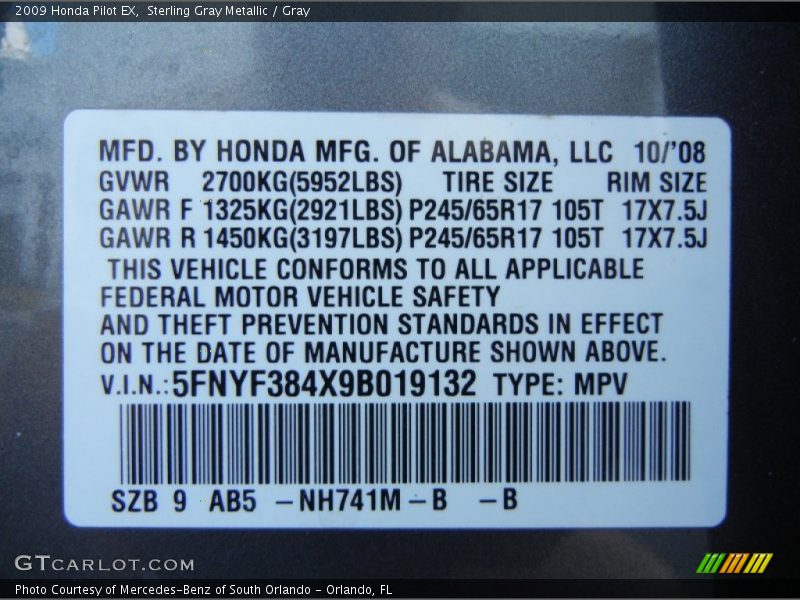 2009 Honda Pilot EX, Sterling Gray Metallic / Gray
MFD. BY HONDA MFG. OF ALABAMA, LLC 10/'08
GVWR 2700KG(5952LBS) TIRE SIZE RIM SIZE
GAWR F 1325KG(2921LBS) P245/65R17 105T 17X7.5J
GAWR R 1450KG(3197LBS) P245/65R17 105T 17X7.5J
THIS VEHICLE CONFORMS TO ALL APPLICABLE
FEDERAL MOTOR VEHICLE SAFETY
AND THEFT PREVENTION STANDARDS IN EFFECT
ON THE DATE OF MANUFACTURE SHOWN ABOVE.
V.I.N.: 5FNYF384X9B019132 TYPE: MPV
SZB 9 AB5 -NH741M-B -B
GTCARLOT.COM
Photo Courtesy of Mercedes-Benz of South Orlando - Orlando, FL